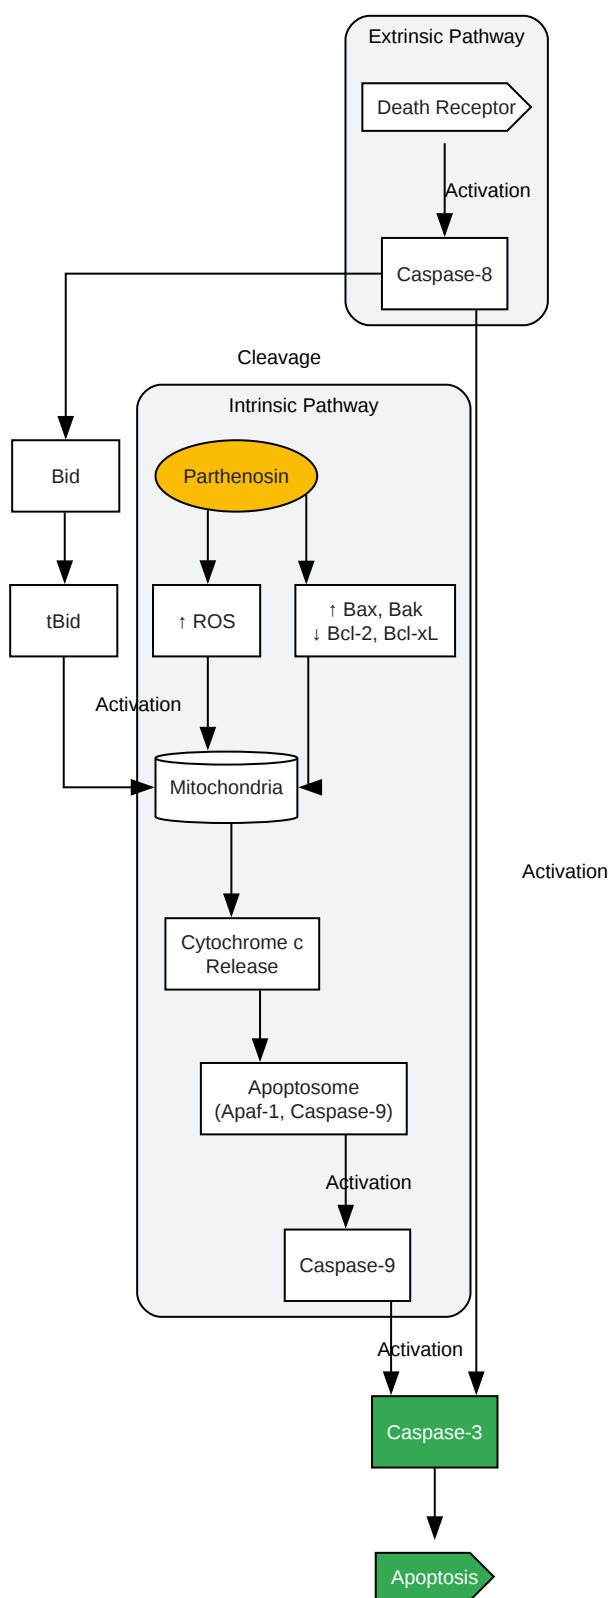 Extrinsic Pathway
Death Receptor
Activation
Caspase-8
Cleavage
Intrinsic Pathway
Bid
Parthenosin
tBid
↑ ROS
↑ Bax, Bak
↓ Bcl-2, Bcl-xL
Activation
Mitochondria
Activation
Cytochrome c
Release
Apoptosome
(Apaf-1, Caspase-9)
Activation
Caspase-9
Activation
Caspase-3
Apoptosis